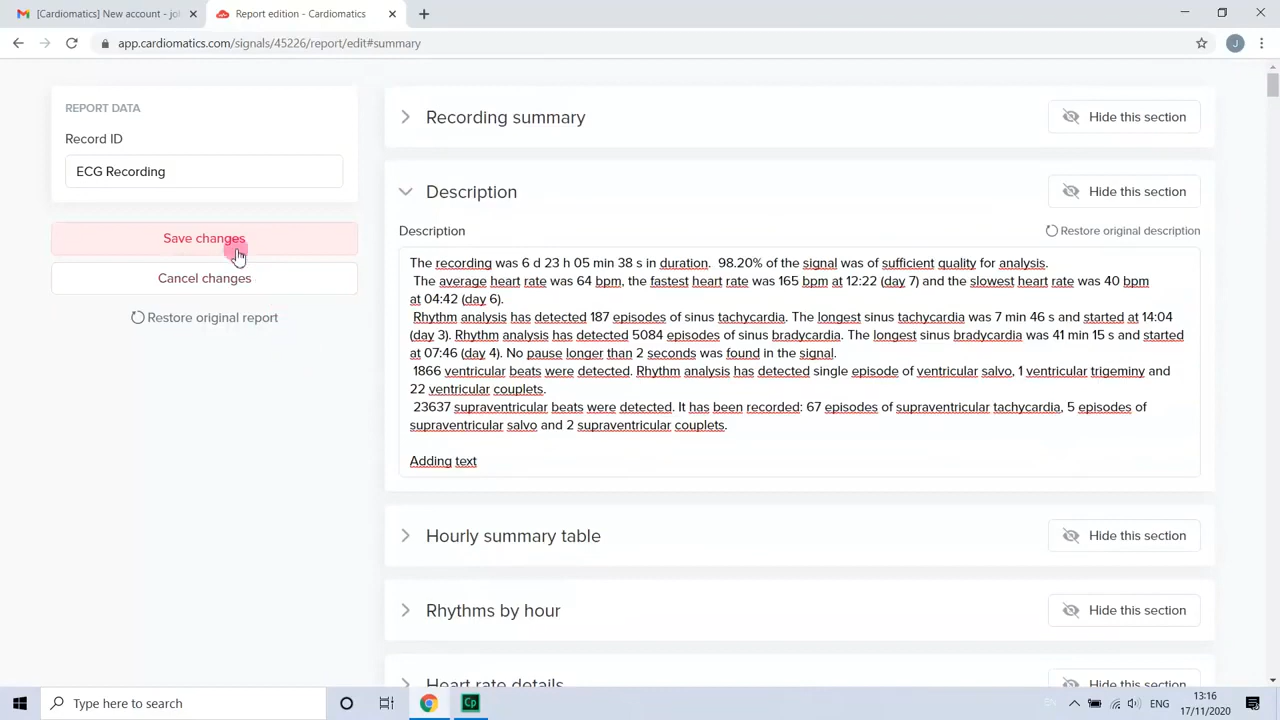 [Cardiomatics] New account - jo
Report edition - Cardiomatics
app.cardiomatics.com/signals/45226/report/edit#summary
J
REPORT DATA
Record ID
ECG Recording
Save changes
Cancel changes
Restore original report
Recording summary
Hide this section
Description
Hide this section
Description
Restore original description
The recording was 6 d 23 h 05 min 38 s in duration.  98.20% of the signal was of sufficient quality for analysis.
The average heart rate was 64 bpm, the fastest heart rate was 165 bpm at 12:22 (day 7) and the slowest heart rate was 40 bpm
at 04:42 (day 6).
Rhythm analysis has detected 187 episodes of sinus tachycardia. The longest sinus tachycardia was 7 min 46 s and started at 14:04
(day 3). Rhythm analysis has detected 5084 episodes of sinus bradycardia. The longest sinus bradycardia was 41 min 15 s and started
at 07:46 (day 4). No pause longer than 2 seconds was found in the signal.
1866 ventricular beats were detected. Rhythm analysis has detected single episode of ventricular salvo, 1 ventricular trigeminy and
22 ventricular couplets.
23637 supraventricular beats were detected. It has been recorded: 67 episodes of supraventricular tachycardia, 5 episodes of
supraventricular salvo and 2 supraventricular couplets.
Adding text
Hourly summary table
Hide this section
Rhythms by hour
Hide this section
Heart rate details
Hide this section
Type here to search
Cp
ENG
13:16
17/11/2020